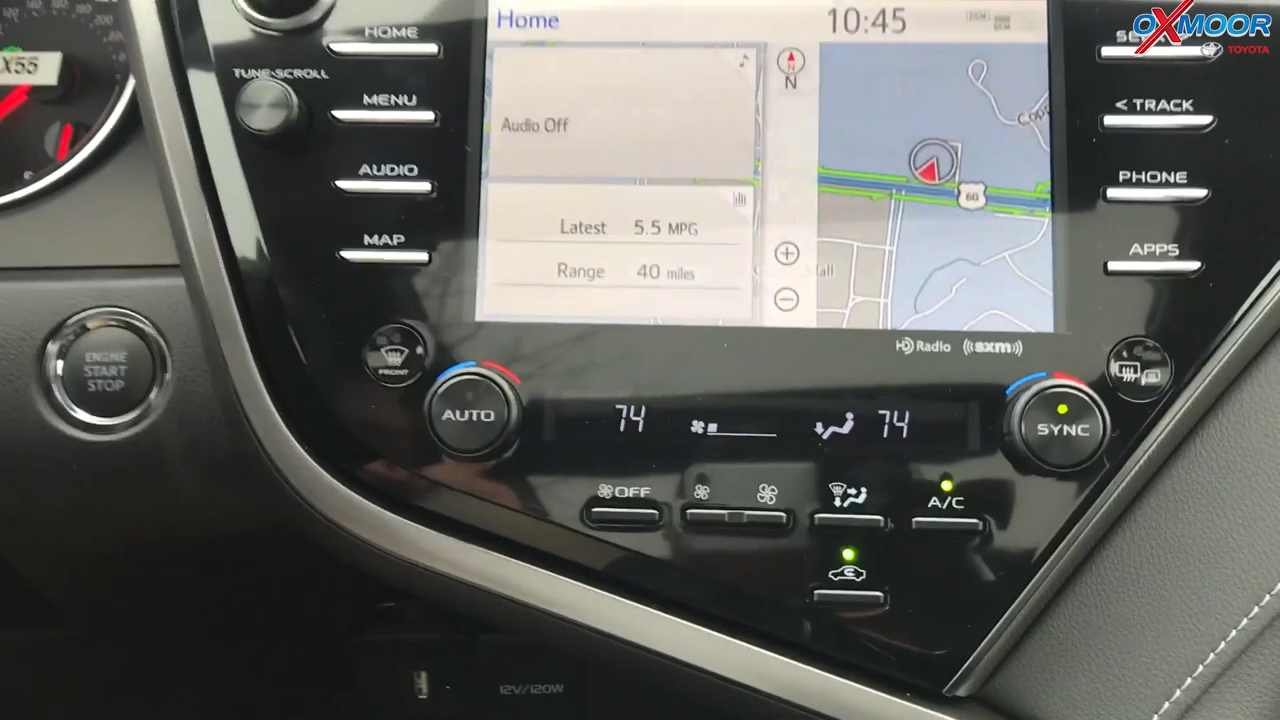 Home
10:45
OXMOOR
TOYOTA
HOME
TUNE•SCROLL
MENU
AUDIO
MAP
X55
Audio Off
Latest 5.5 MPG
Range 40 miles
N
60
< TRACK
PHONE
APPS
HD Radio ((sxm))
ENGINE
START
STOP
FRONT
AUTO
74
74
SYNC
OFF
A/C
12V/120W